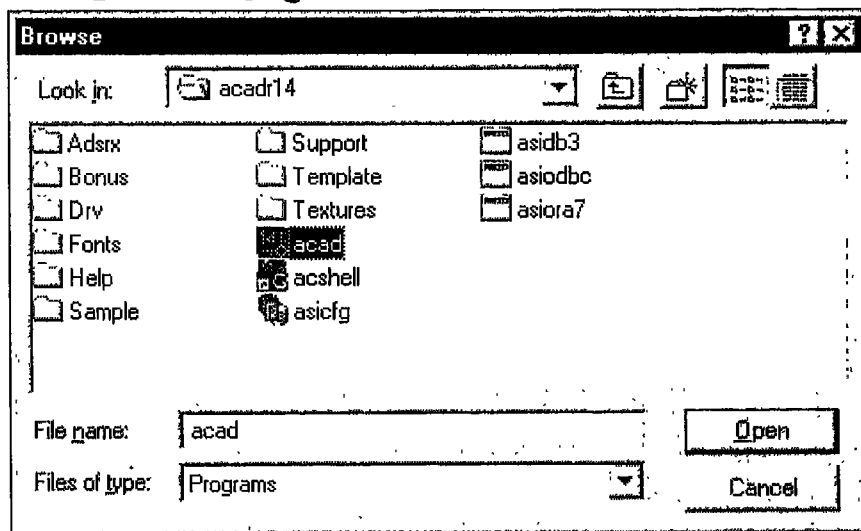 Browse
Look in: acadr14
Adsrx Support asidb3
Bonus Template asiodbc
Drv Textures asiora7
Fonts acad
Help acshell
Sample asicfg
File name: acad Open
Files of type: Programs Cancel